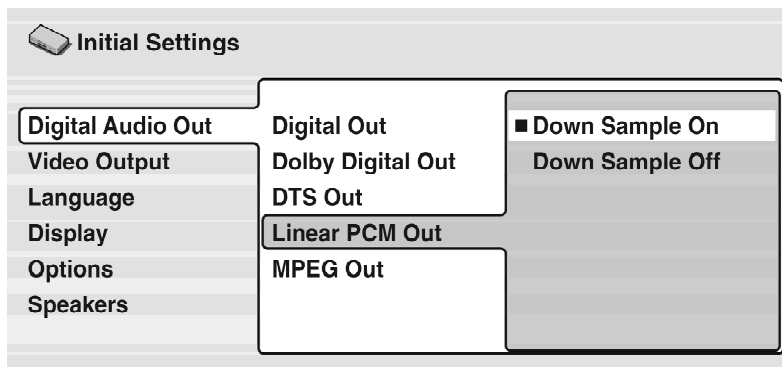 Initial Settings
Digital Audio Out
Video Output
Language
Display
Options
Speakers
Digital Out
Dolby Digital Out
DTS Out
Linear PCM Out
MPEG Out
Down Sample On
Down Sample Off